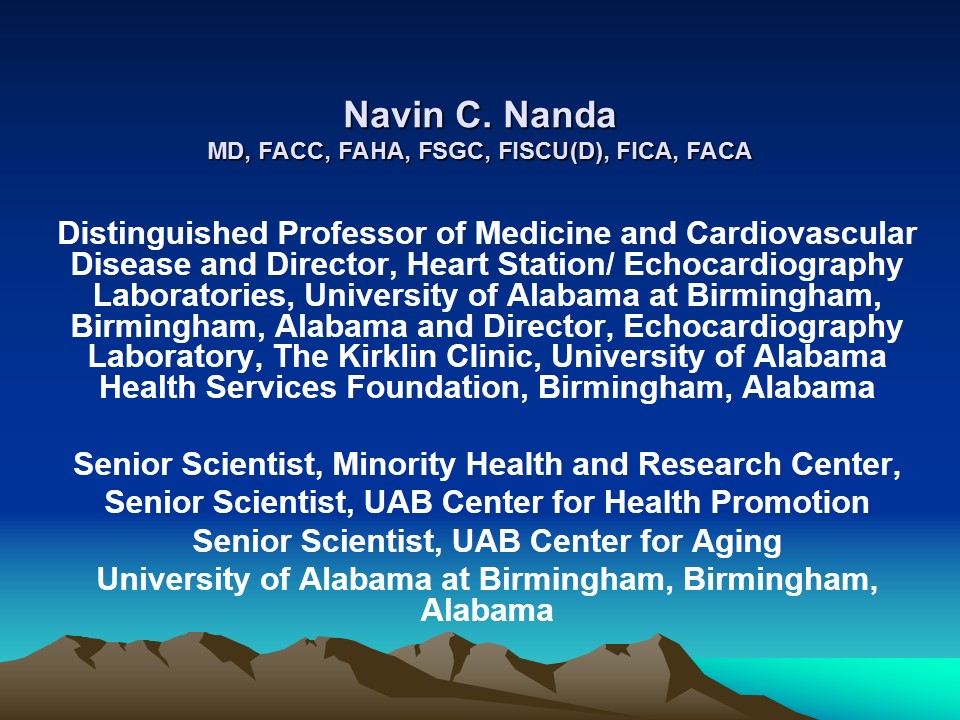 Navin C. Nanda
MD, FACC, FAHA, FSGC, FISCU(D), FICA, FACA
Distinguished Professor of Medicine and Cardiovascular
Disease and Director, Heart Station/ Echocardiography
Laboratories, University of Alabama at Birmingham,
Birmingham, Alabama and Director, Echocardiography
Laboratory, The Kirklin Clinic, University of Alabama
Health Services Foundation, Birmingham, Alabama
Senior Scientist, Minority Health and Research Center,
Senior Scientist, UAB Center for Health Promotion
Senior Scientist, UAB Center for Aging
University of Alabama at Birmingham, Birmingham,
Alabama